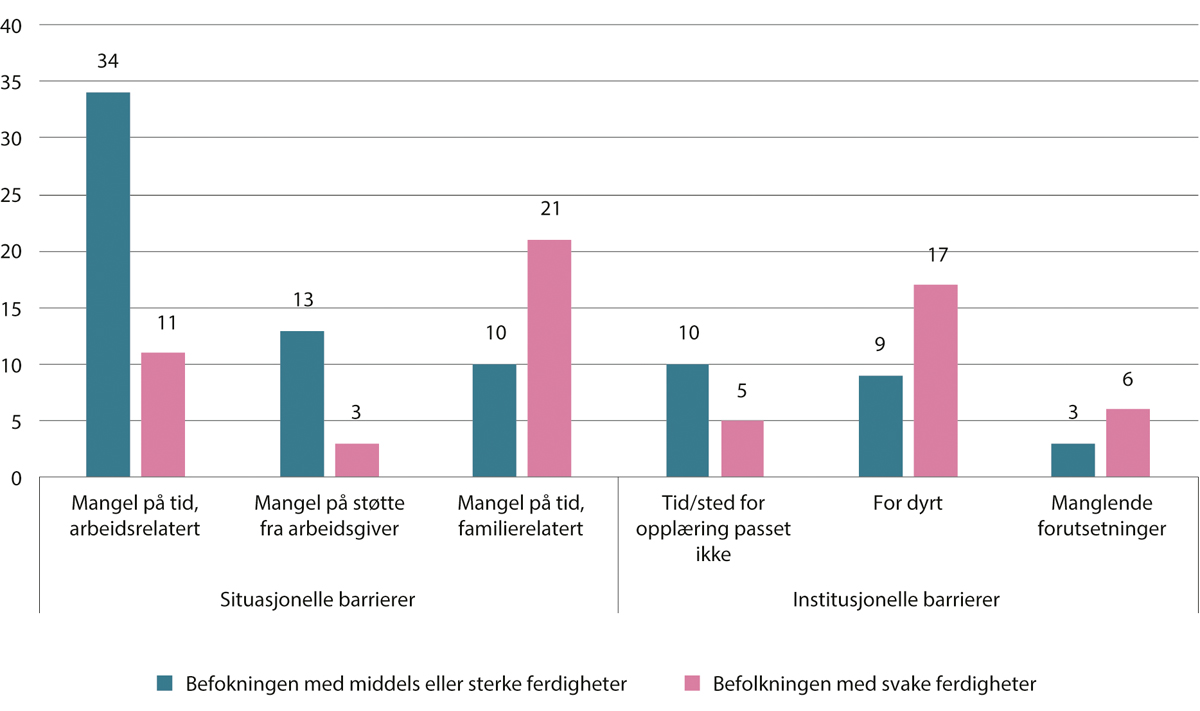 40
34
35
30
25
21
20
17
15
13
11
10
10
10
9
6
5
5
3
3
0
Mangel på tid,
arbeidsrelatert
Mangel på støtte
fra arbeidsgiver
Mangel på tid,
familierelatert
Tid/sted for
opplæring passet
ikke
For dyrt
Manglende
forutsetninger
Situasjonelle barrierer
Institusjonelle barrierer
Befokningen med middels eller sterke ferdigheter
Befolkningen med svake ferdigheter